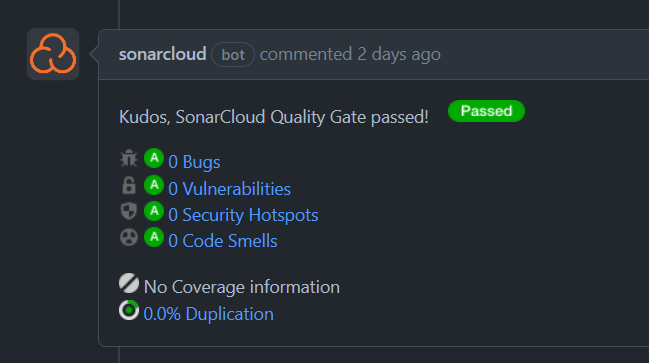 sonarcloud bot commented 2 days ago
Kudos, SonarCloud Quality Gate passed! Passed
A 0 Bugs
A 0 Vulnerabilities
A 0 Security Hotspots
A 0 Code Smells
No Coverage information
0.0% Duplication